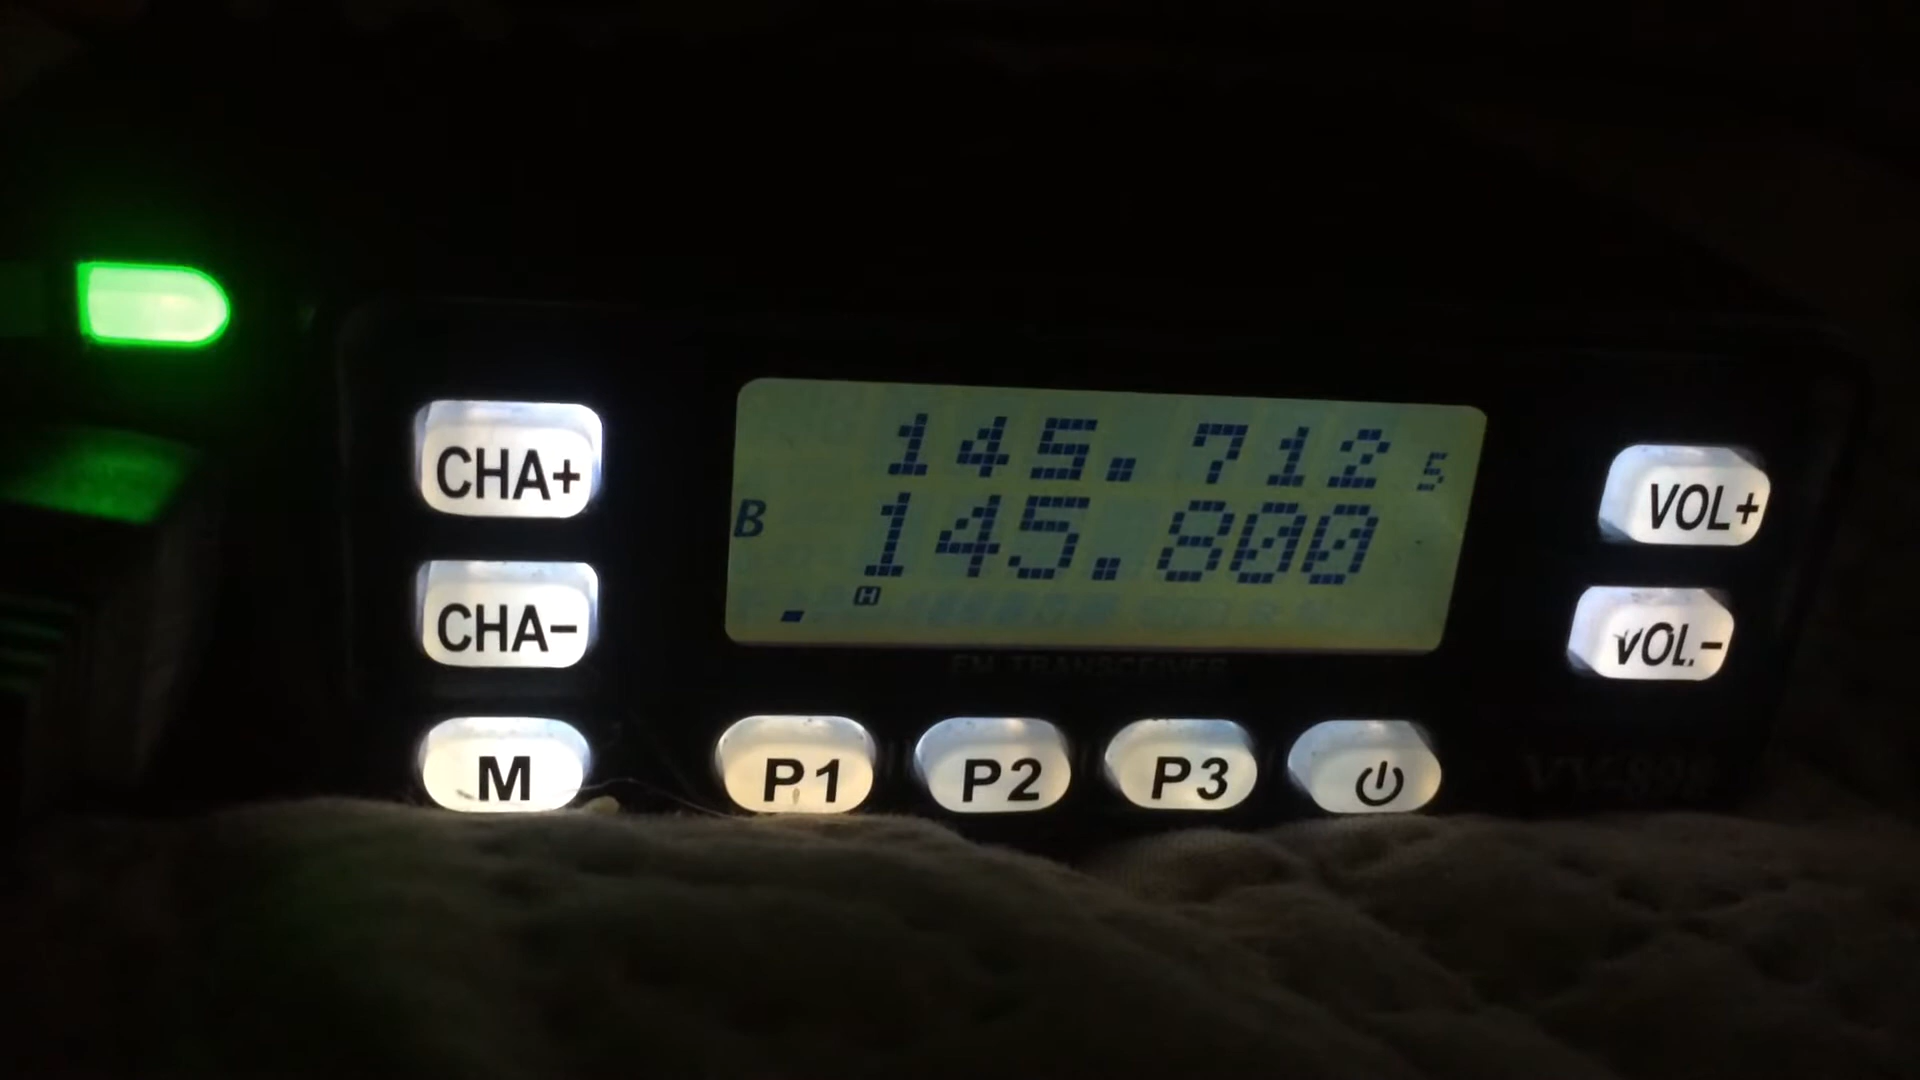 145.712 5
B 145.800
H
CHA+
CHA-
VOL+
VOL.-
FM TRANSCEIVER
M
P1
P2
P3